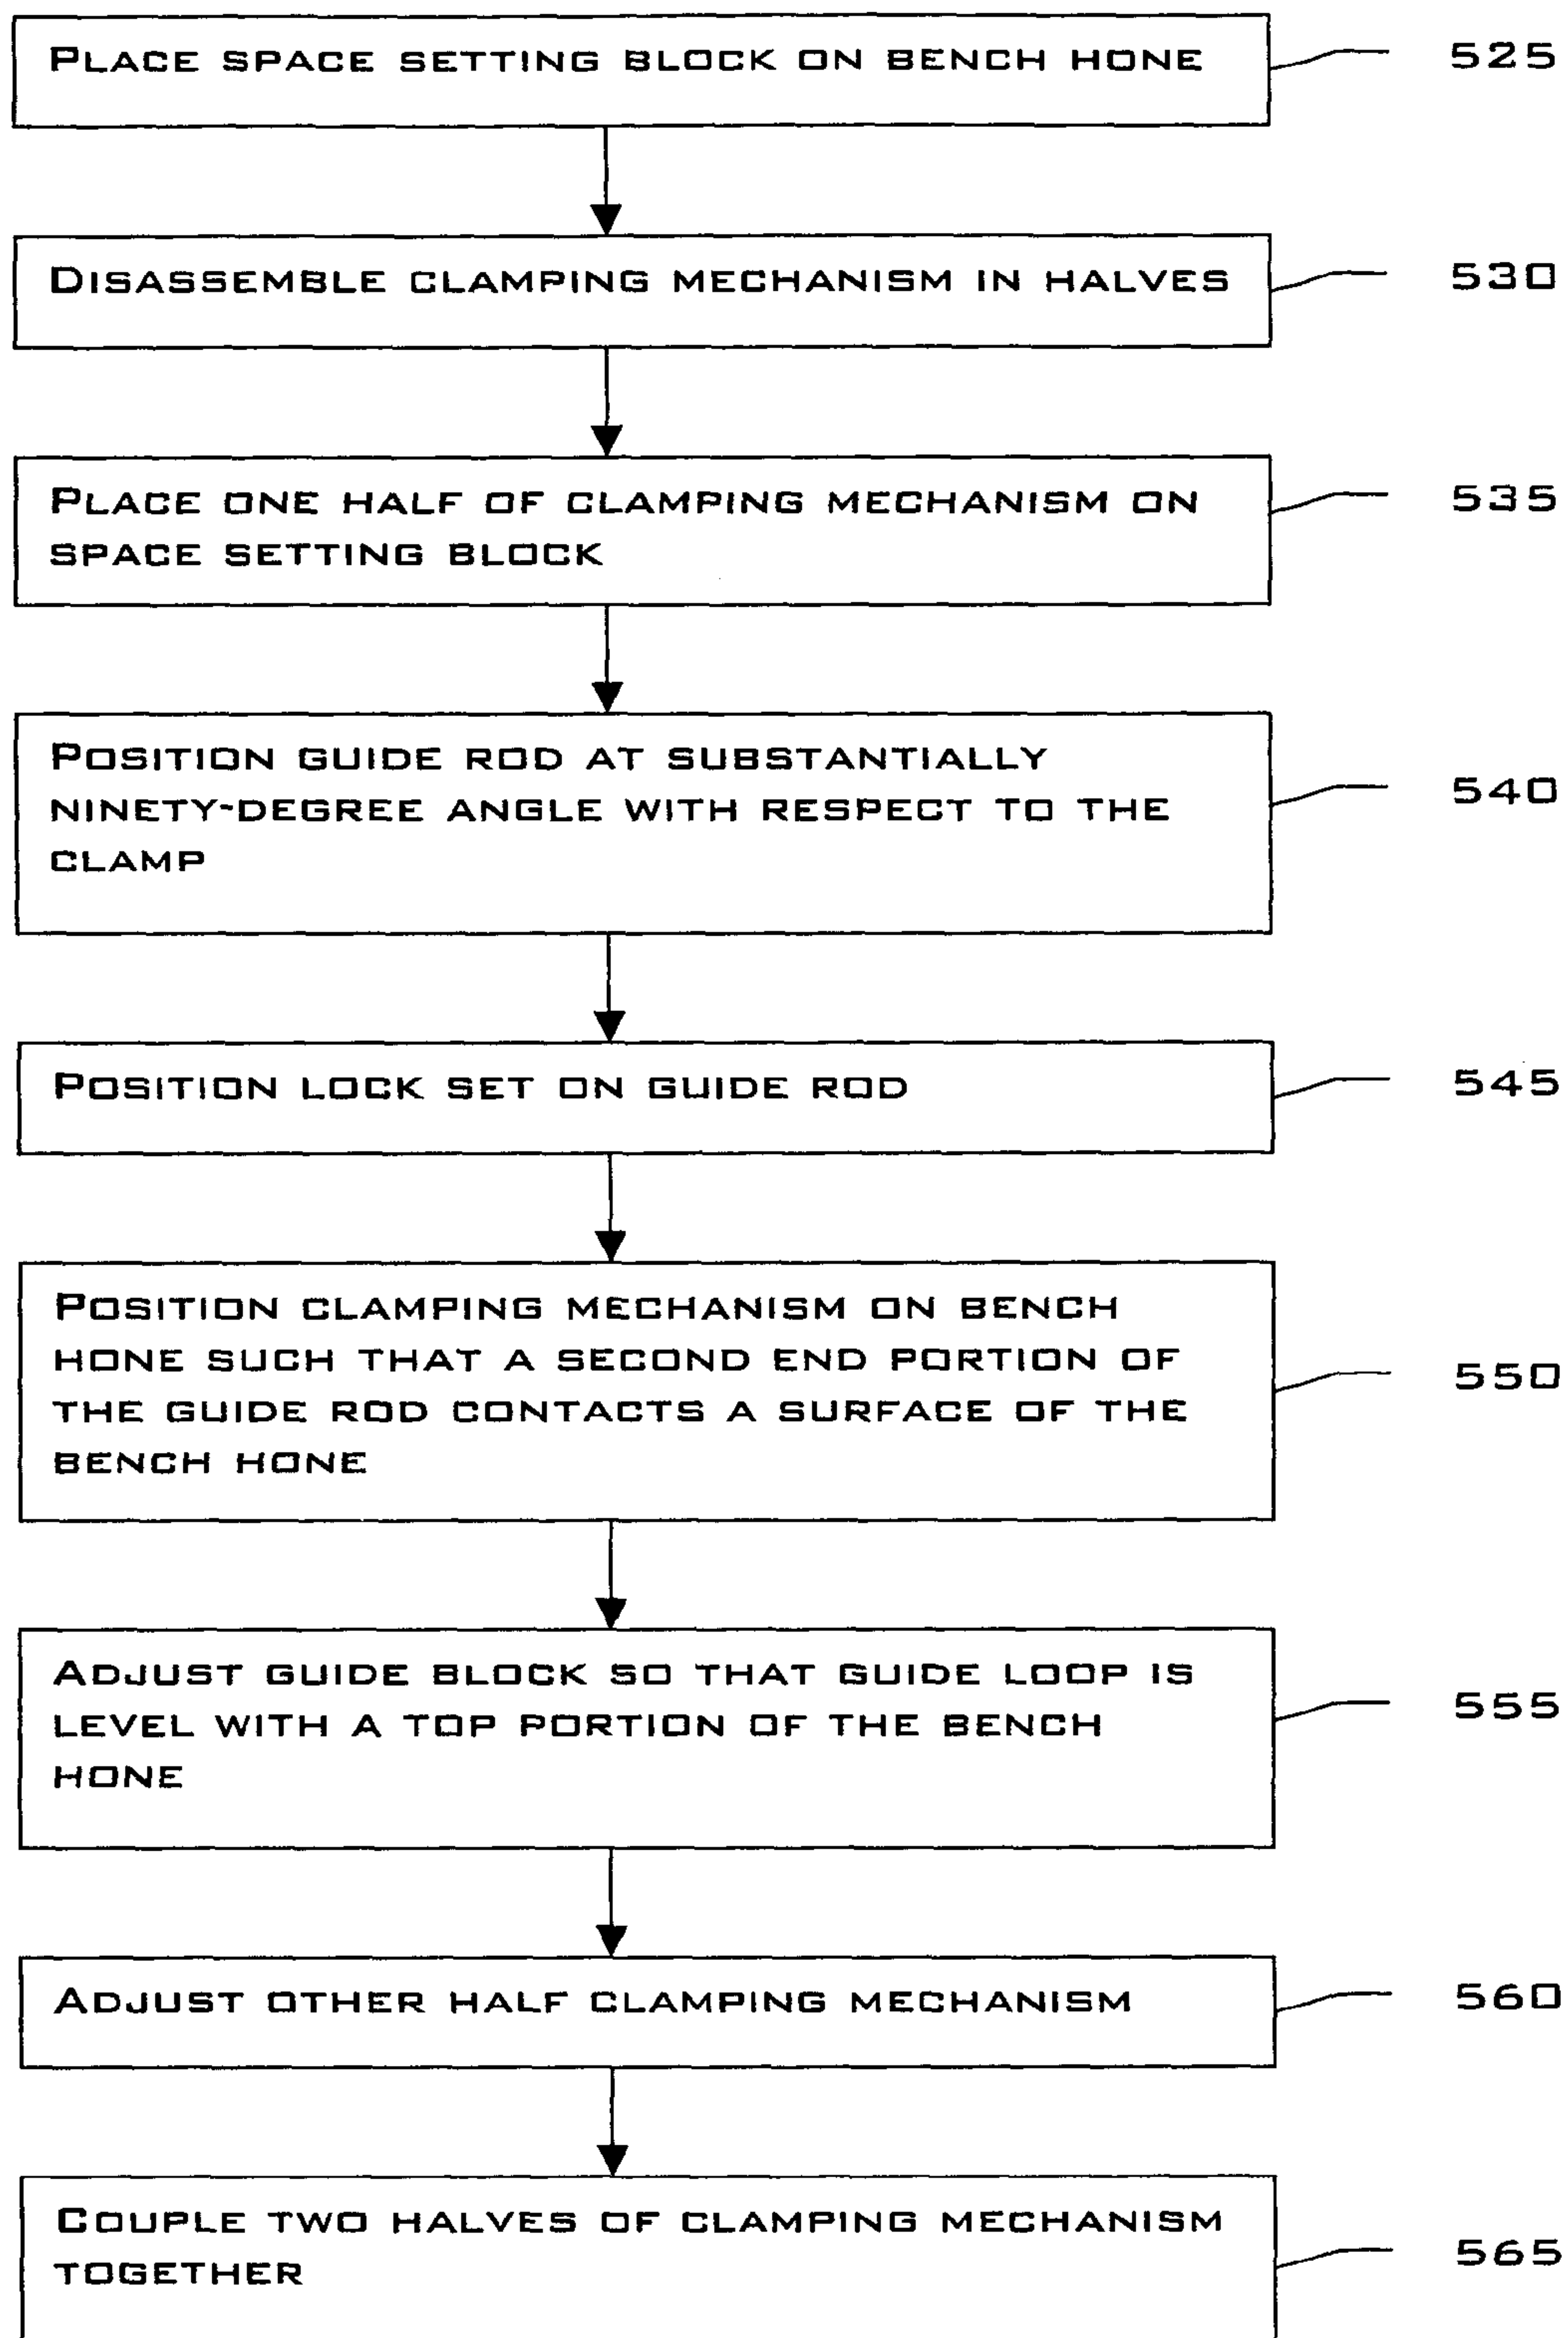 PLACE SPACE SETTING BLOCK ON BENCH HONE
525
DISASSEMBLE CLAMPING MECHANISM IN HALVES
530
PLACE ONE HALF OF CLAMPING MECHANISM ON
SPACE SETTING BLOCK
535
POSITION GUIDE ROD AT SUBSTANTIALLY
NINETY-DEGREE ANGLE WITH RESPECT TO THE
CLAMP
540
POSITION LOCK SET ON GUIDE ROD
545
POSITION CLAMPING MECHANISM ON BENCH
HONE SUCH THAT A SECOND END PORTION OF
THE GUIDE ROD CONTACTS A SURFACE OF THE
BENCH HONE
550
ADJUST GUIDE BLOCK SO THAT GUIDE LOOP IS
LEVEL WITH A TOP PORTION OF THE BENCH
HONE
555
ADJUST OTHER HALF CLAMPING MECHANISM
560
COUPLE TWO HALVES OF CLAMPING MECHANISM
TOGETHER
565